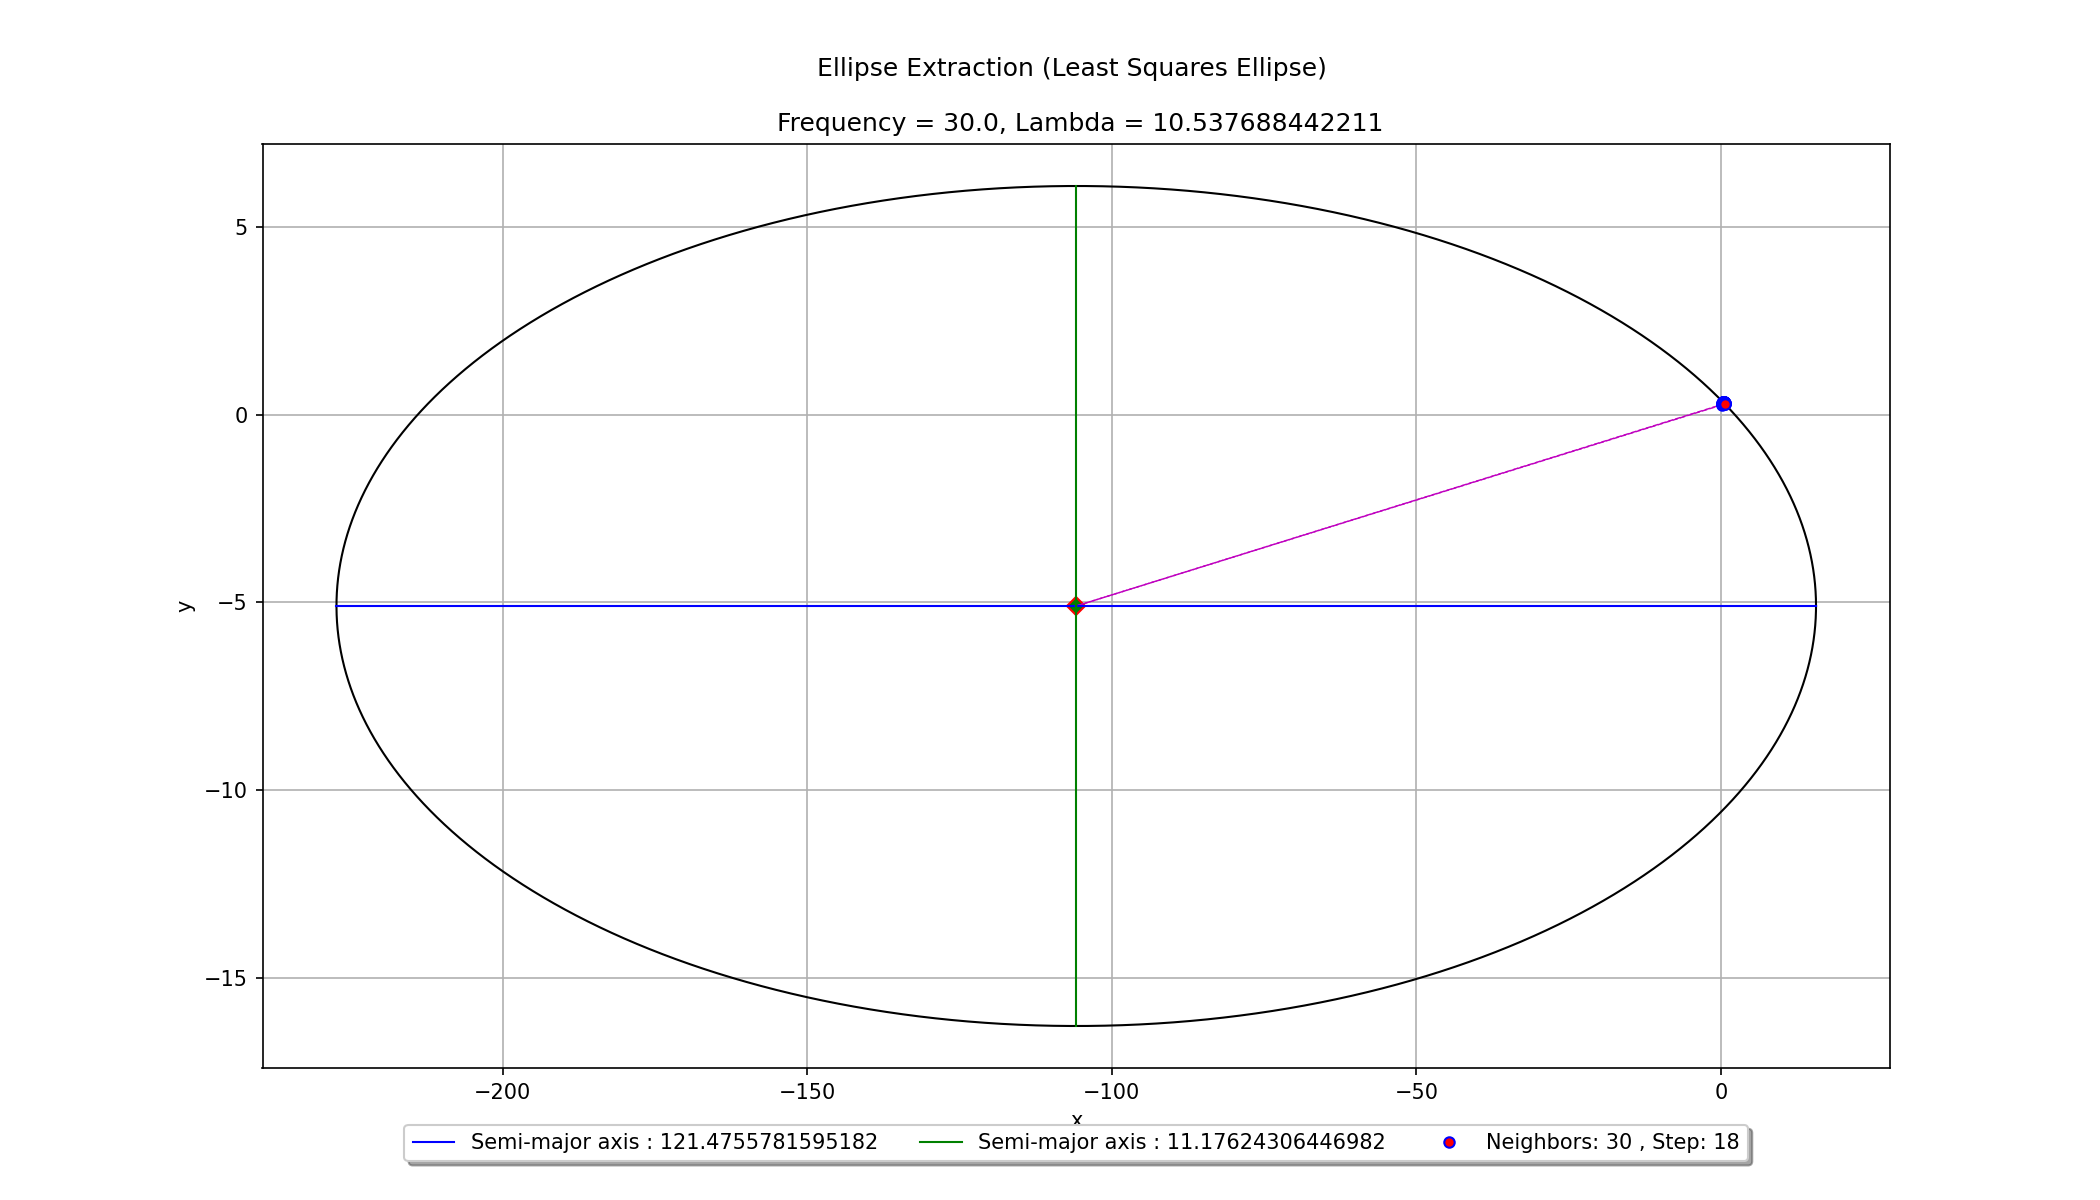 Ellipse Extraction (Least Squares Ellipse)
Frequency = 30.0, Lambda = 10.537688442211
5
0
−5
−10
−15
y
−200 −150 −100 −50 0
x
Semi-major axis : 121.4755781595182 Semi-major axis : 11.17624306446982 Neighbors: 30 , Step: 18